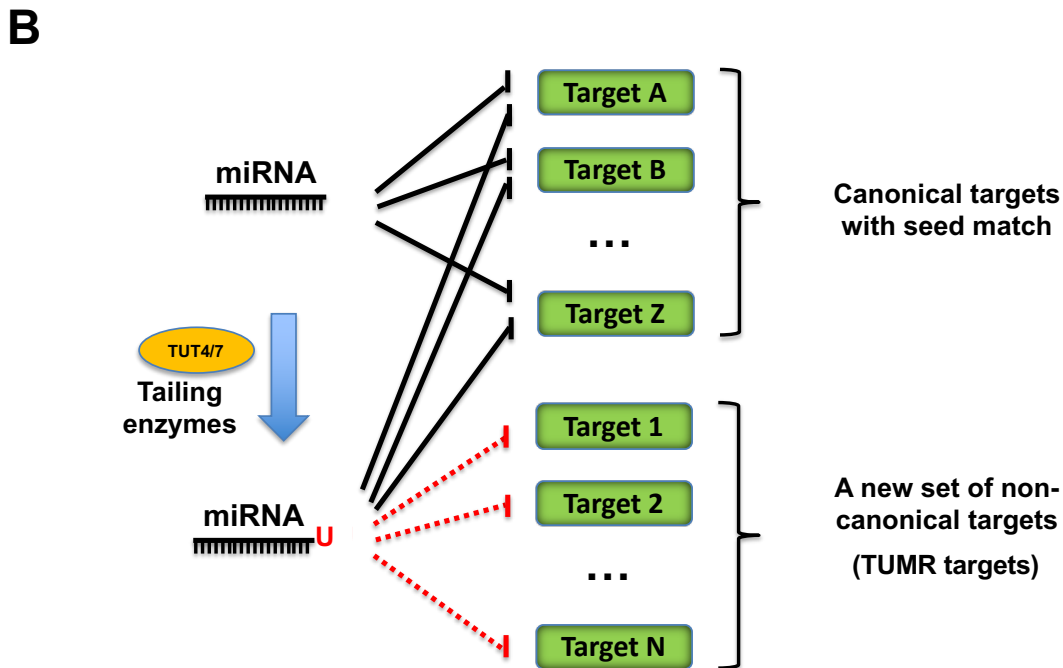 B
miRNA
Target A
Target B
...
Target Z
Canonical targets
with seed match
TUT4/7
Tailing
enzymes
miRNA
U
Target 1
Target 2
...
Target N
A new set of non-
canonical targets
(TUMR targets)